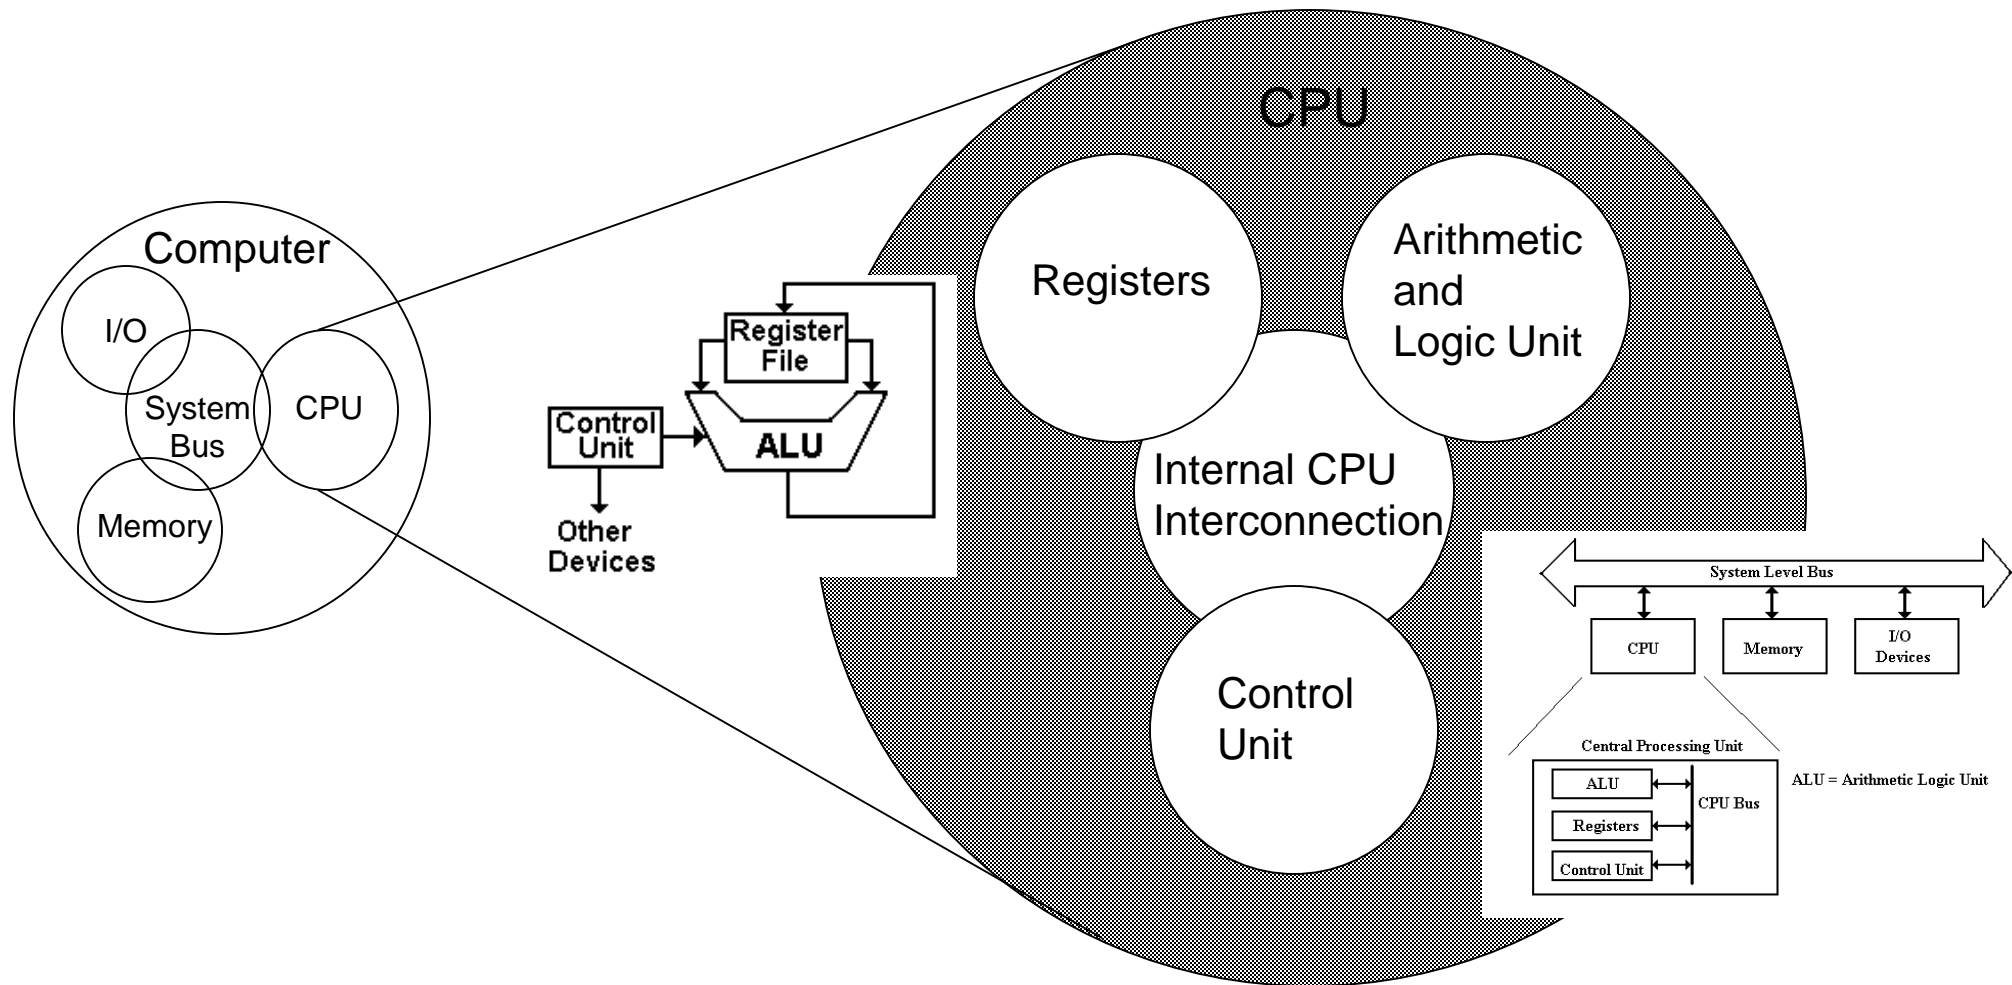 Computer
I/O
System
Bus
CPU
Memory
Register
File
Control
Unit
ALU
Other
Devices
CPU
Registers
Arithmetic
and
Logic Unit
Internal CPU
Interconnection
Control
Unit
System Level Bus
CPU
Memory
I/O
Devices
Central Processing Unit
ALU
Registers
Control Unit
CPU Bus
ALU = Arithmetic Logic Unit